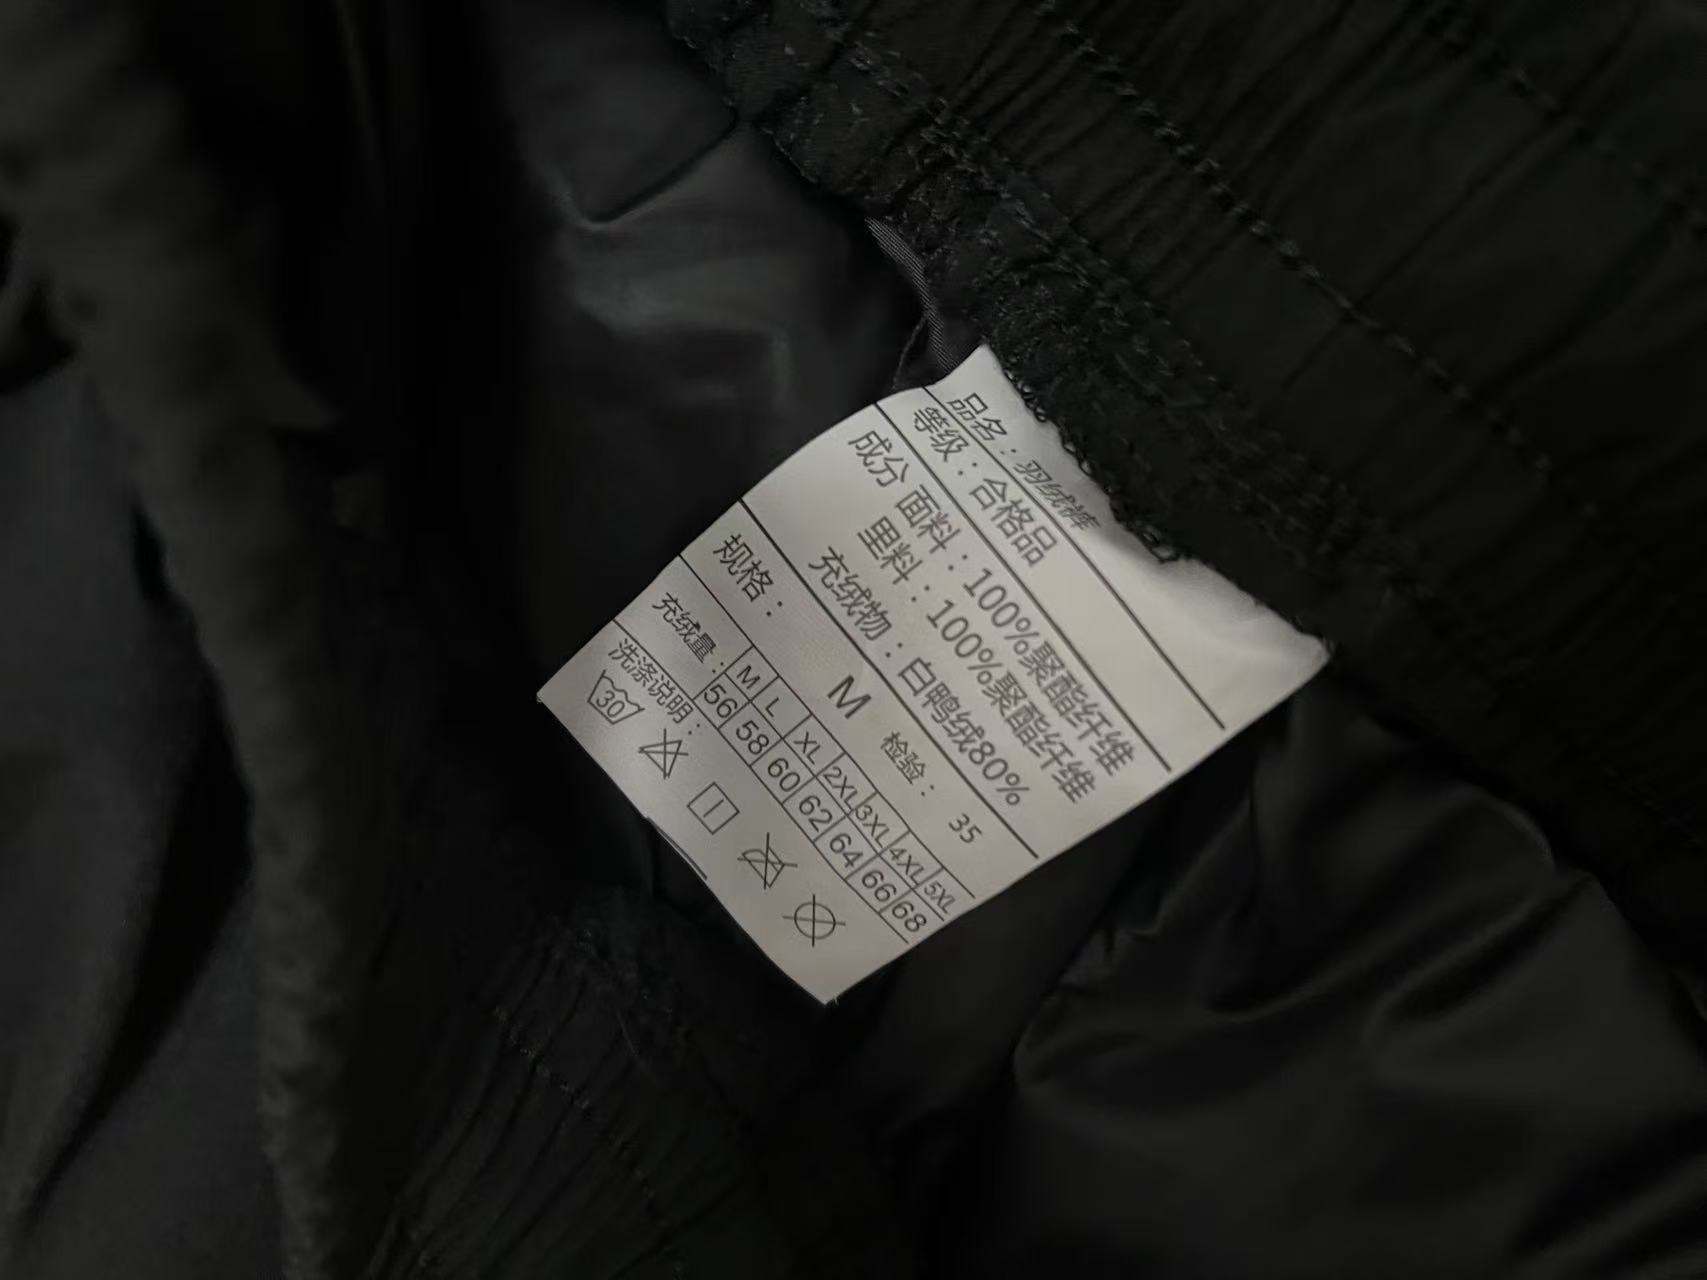 品名：羽绒裤
等级：合格品
成分 面料：100%聚酯纤维
里料：100%聚酯纤维
充绒物：白鸭绒80%
规格： M 检验： 35
充绒量： M L XL 2XL 3XL 4XL 5XL
56 58 60 62 64 66 68
洗涤说明：
30